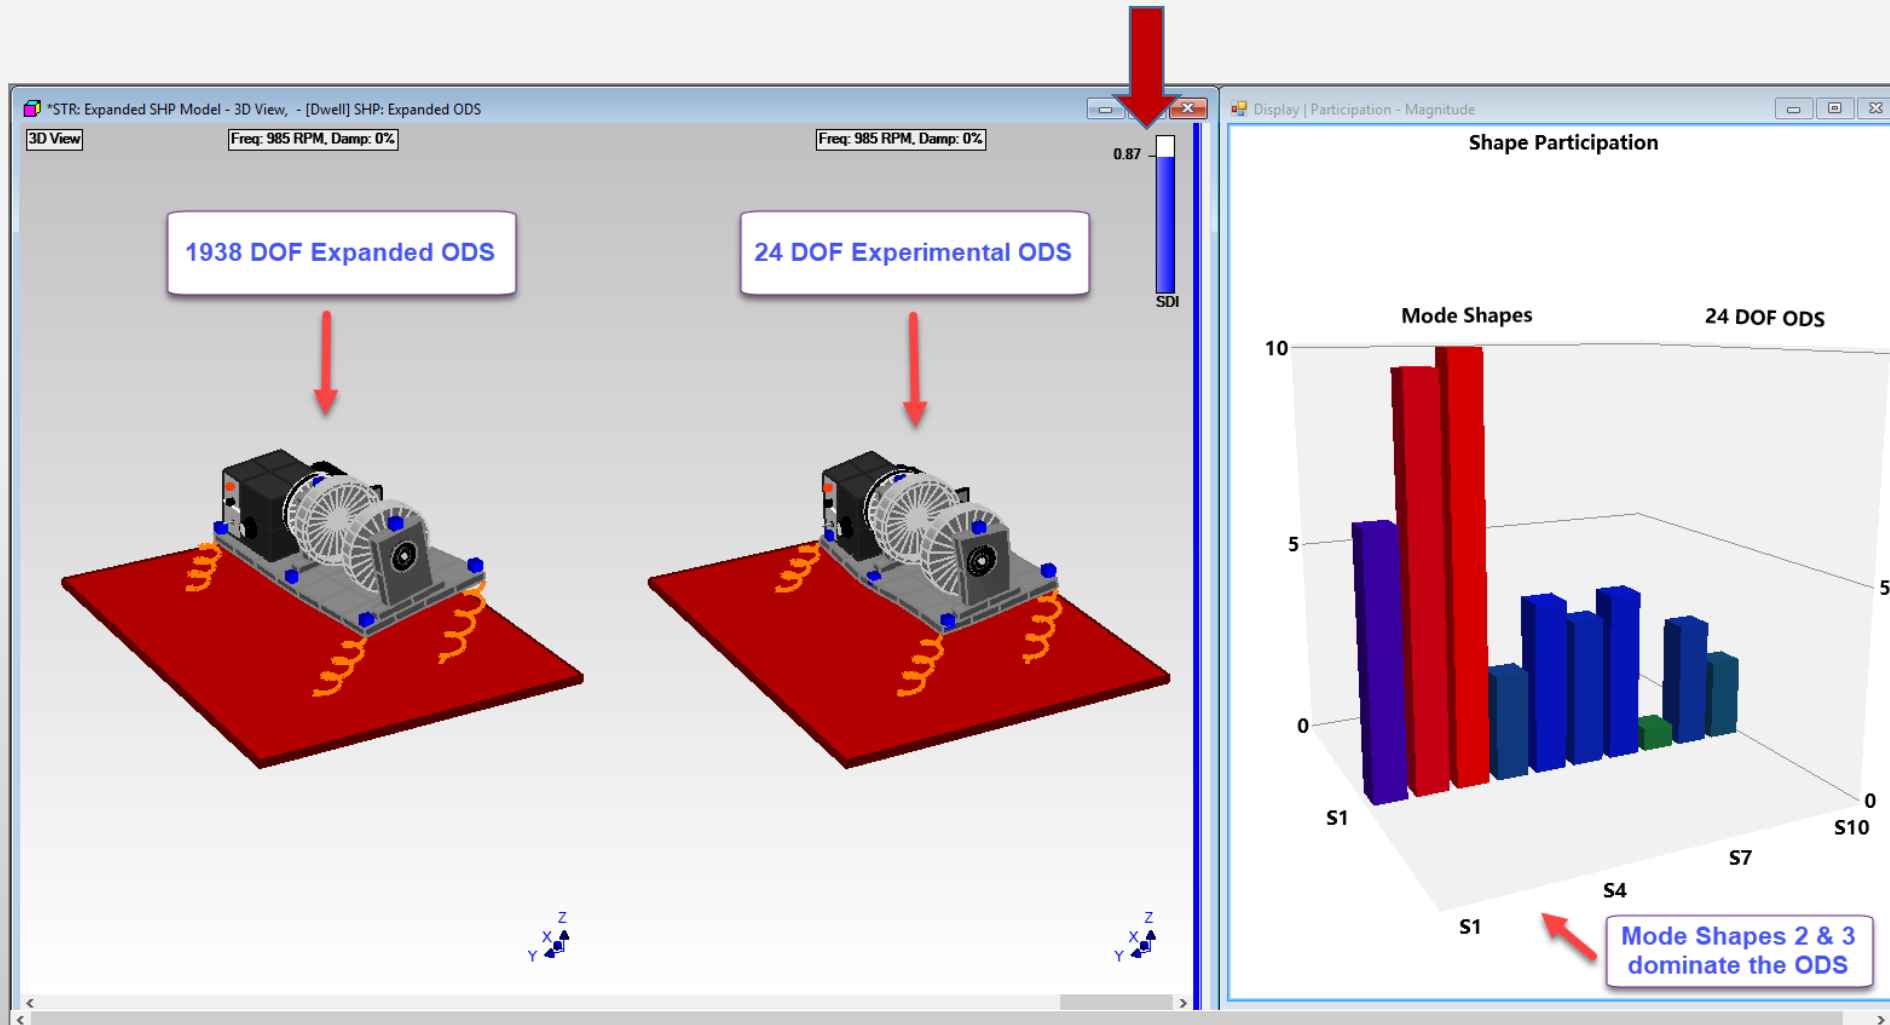 *STR: Expanded SHP Model - 3D View, - [Dwell] SHP: Expanded ODS
3D View
Freq: 985 RPM, Damp: 0%
Freq: 985 RPM, Damp: 0%
0.87
SDI
1938 DOF Expanded ODS
24 DOF Experimental ODS
Z
X
Y
Z
X
Y
Display | Participation - Magnitude
Shape Participation
Mode Shapes
24 DOF ODS
10
5
5
0
0
S1
S10
S7
S4
S1
Mode Shapes 2 & 3
dominate the ODS